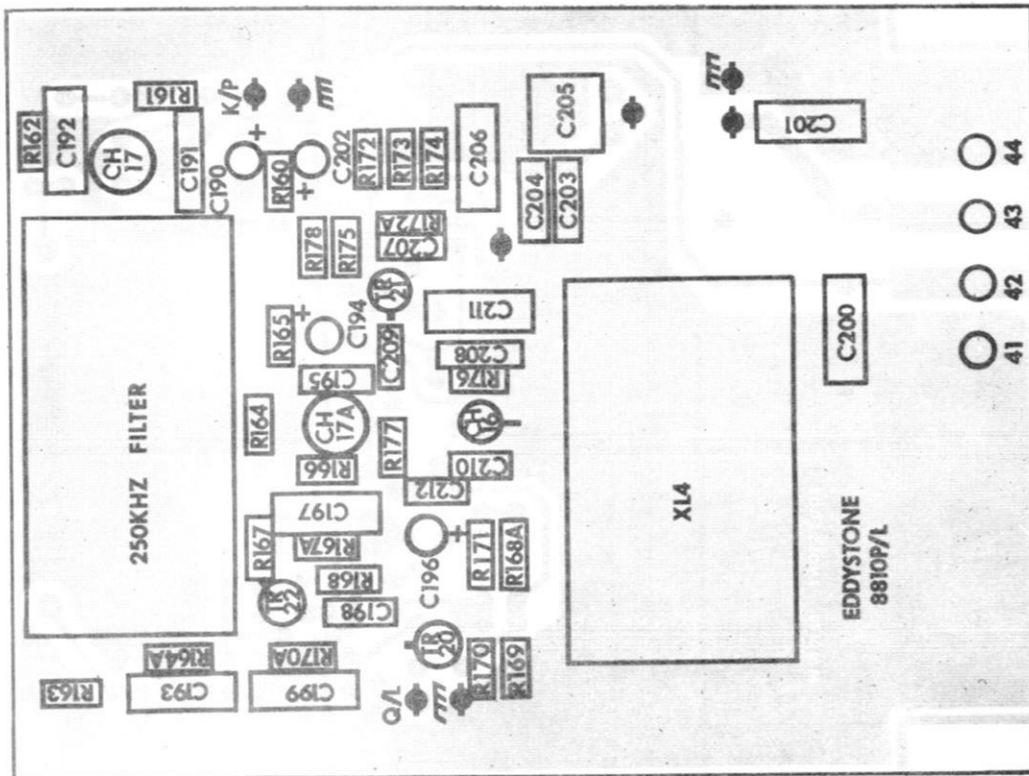 R162
C192
CH
17
R161
C191
C190
+
K/P
R160
+
C202
R172
R173
R174
C206
C205
C201
C204
C203
44
43
42
41
250KHZ FILTER
R178
R175
R172A
C207
TR
21
R165
+
C194
C209
C211
C208
R176
C195
CH
17A
R164
R166
R177
CH
16
C210
C212
C197
R167
R167A
R168
C198
TR
22
C196
+
R171
R168A
TR
20
R170
R169
Q/L
R163
R164A
C193
R170A
C199
XL4
C200
EDDYSTONE
8810P/L